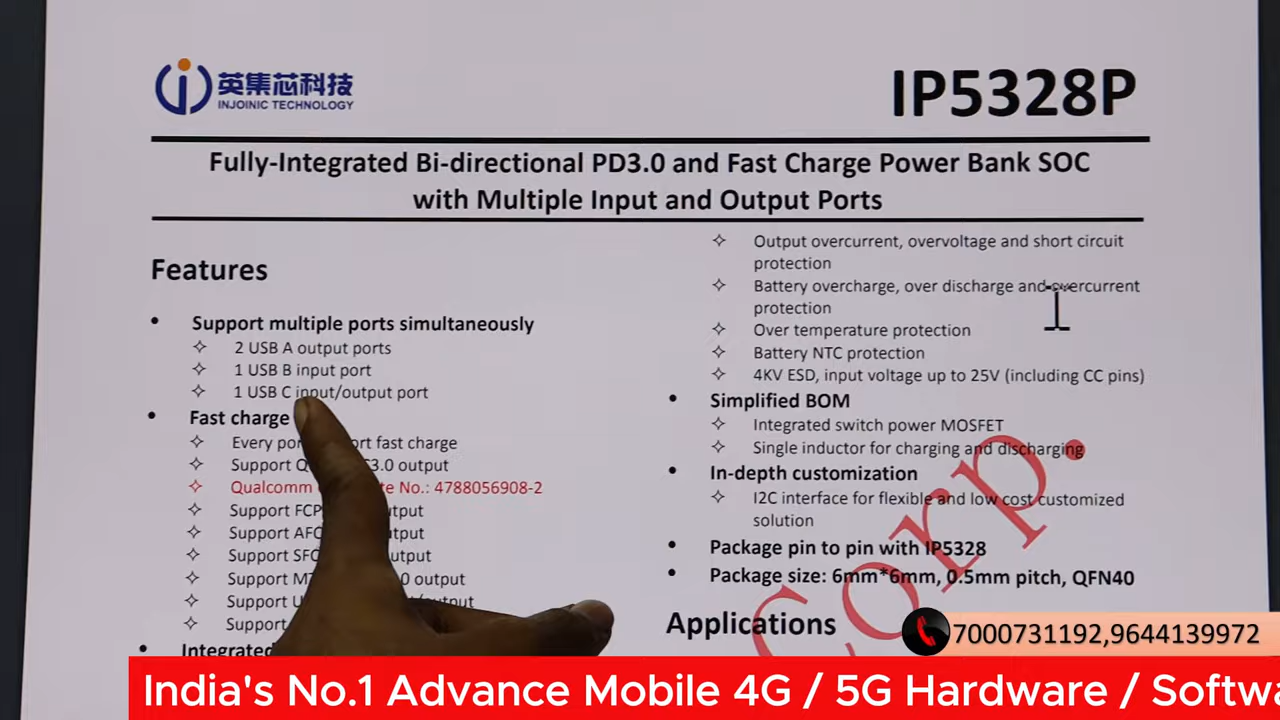 英集芯科技
INJOINIC TECHNOLOGY
IP5328P
Fully-Integrated Bi-directional PD3.0 and Fast Charge Power Bank SOC
with Multiple Input and Output Ports
Features
• Support multiple ports simultaneously
✧ 2 USB A output ports
✧ 1 USB B input port
✧ 1 USB C input/output port
• Fast charge
✧ Every port fast charge
✧ Support 3.0 output
✧ Qualcomm No.: 4788056908-2
✧ Support FCP
✧ Support AFC
✧ Support SFC
✧ Support output
✧ Support
✧ Support
• Integrated
✧ Output overcurrent, overvoltage and short circuit
protection
✧ Battery overcharge, over discharge and overcurrent
protection
✧ Over temperature protection
✧ Battery NTC protection
✧ 4KV ESD, input voltage up to 25V (including CC pins)
• Simplified BOM
✧ Integrated switch power MOSFET
✧ Single inductor for charging and discharging
• In-depth customization
✧ I2C interface for flexible and low cost customized
solution
• Package pin to pin with IP5328
• Package size: 6mm*6mm, 0.5mm pitch, QFN40
Applications
Corp.
7000731192,9644139972
India's No.1 Advance Mobile 4G / 5G Hardware / Softwa